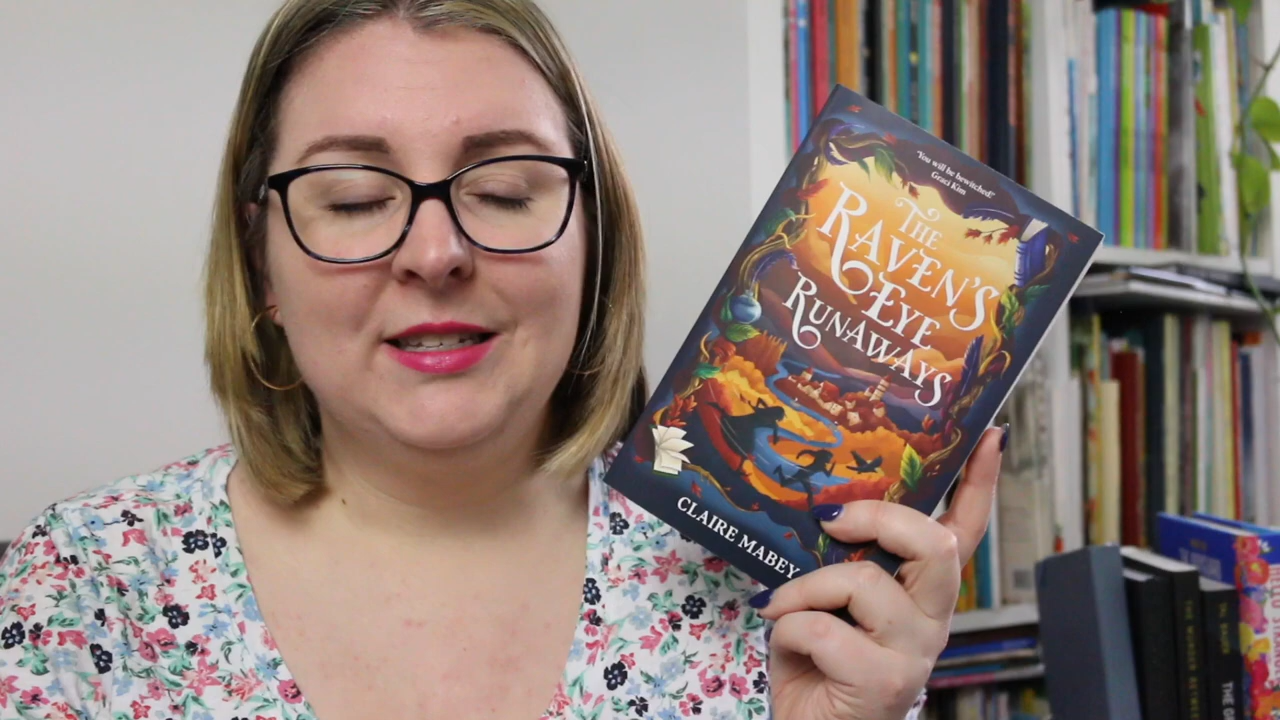 "You will be bewitched!"
Graci Kim
THE
RAVEN'S
EYE
RUNAWAYS
CLAIRE MABEY